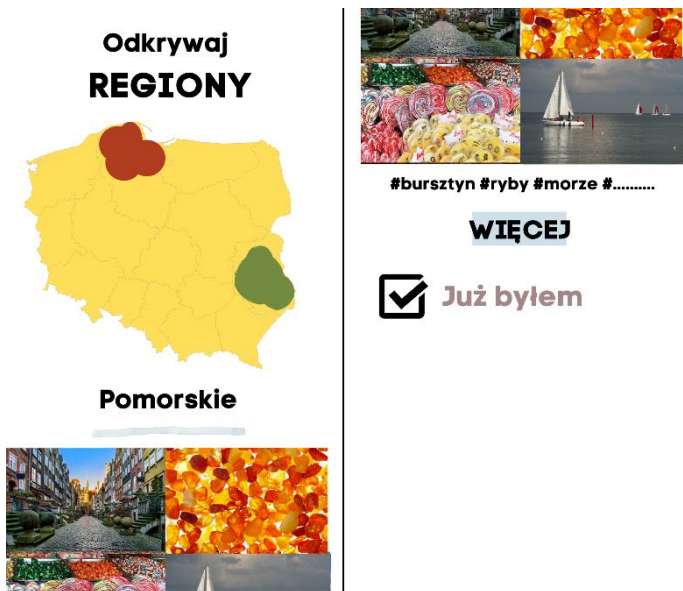 Odkrywaj
REGIONY
Pomorskie
#bursztyn #ryby #morze #..........
WIĘCEJ
Już byłem